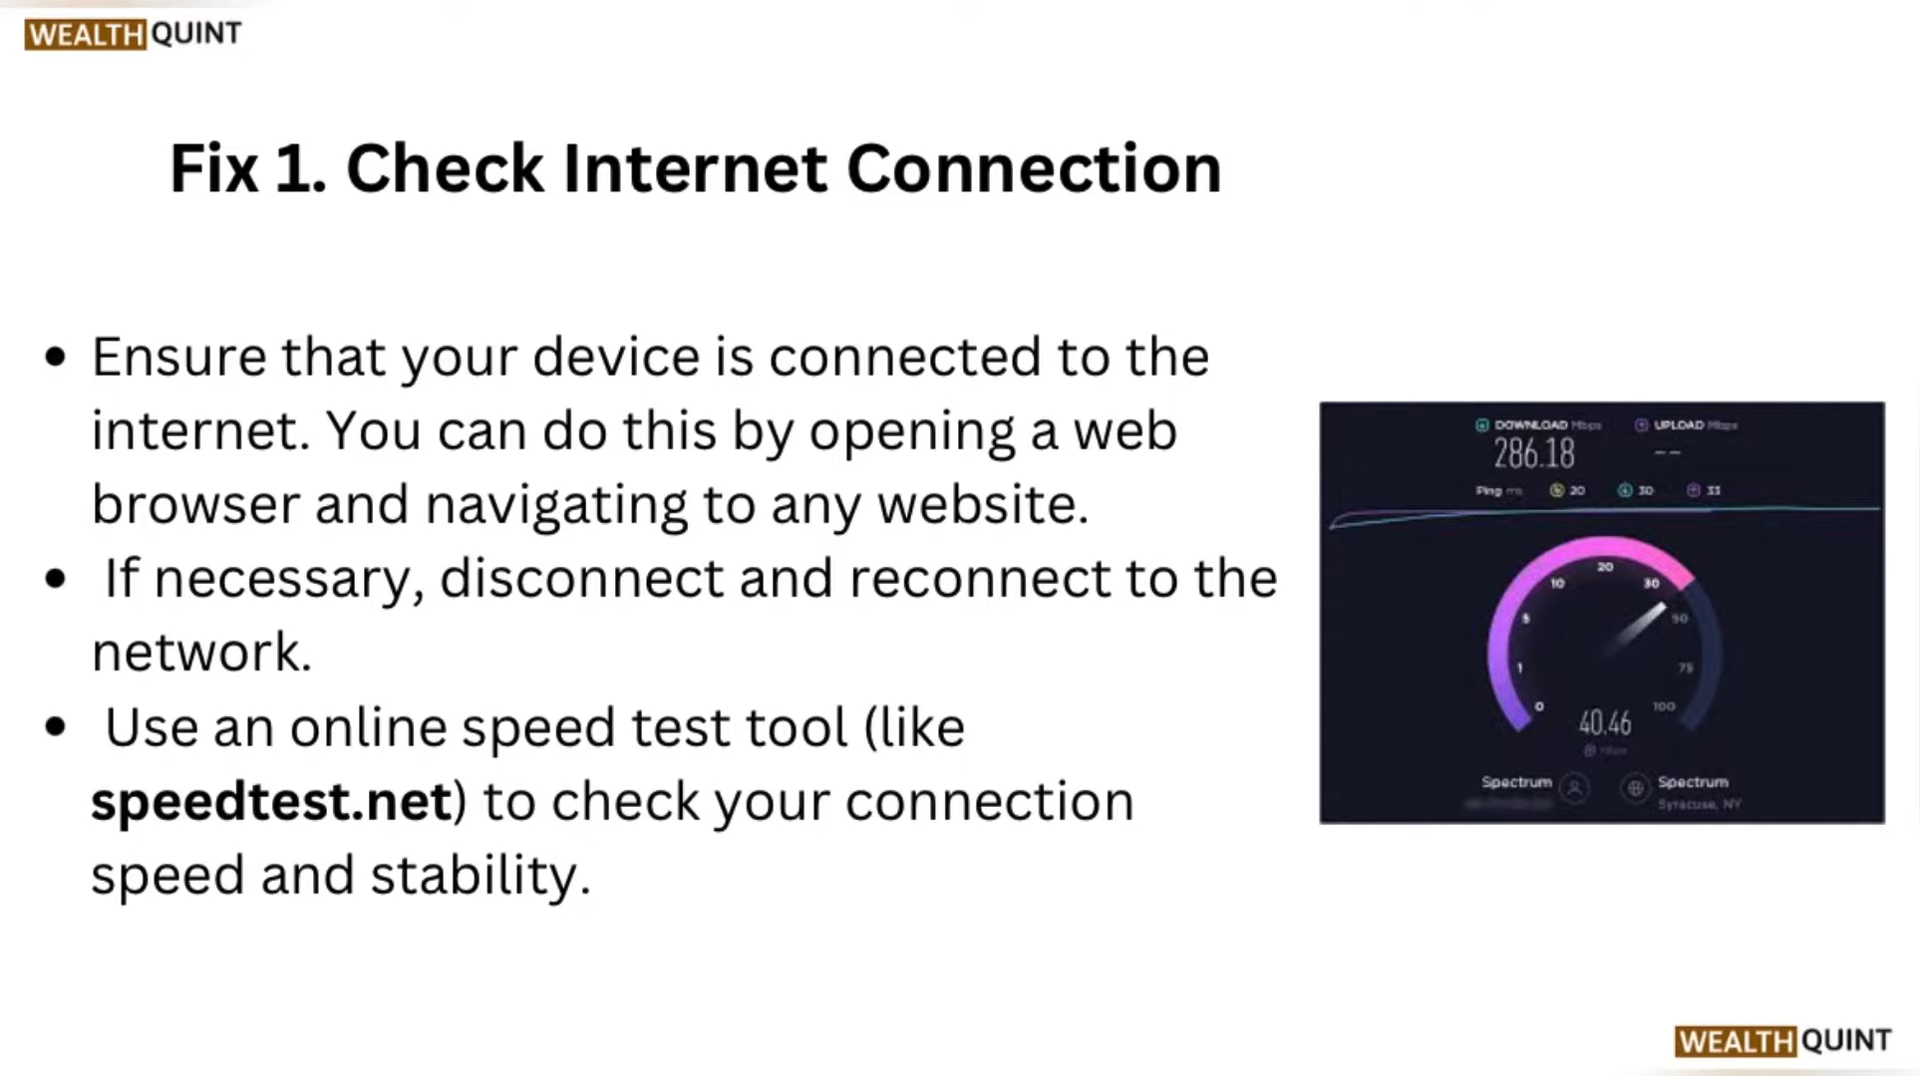 WEALTH QUINT
Fix 1. Check Internet Connection
• Ensure that your device is connected to the
internet. You can do this by opening a web
browser and navigating to any website.
• If necessary, disconnect and reconnect to the
network.
• Use an online speed test tool (like
speedtest.net) to check your connection
speed and stability.
DOWNLOAD Mbps UPLOAD Mbps
286.18 --
Ping ms 20 30 33
0 1 5 10 20 30 50 75 100
40.46
Spectrum Spectrum
Syracuse, NY
WEALTH QUINT